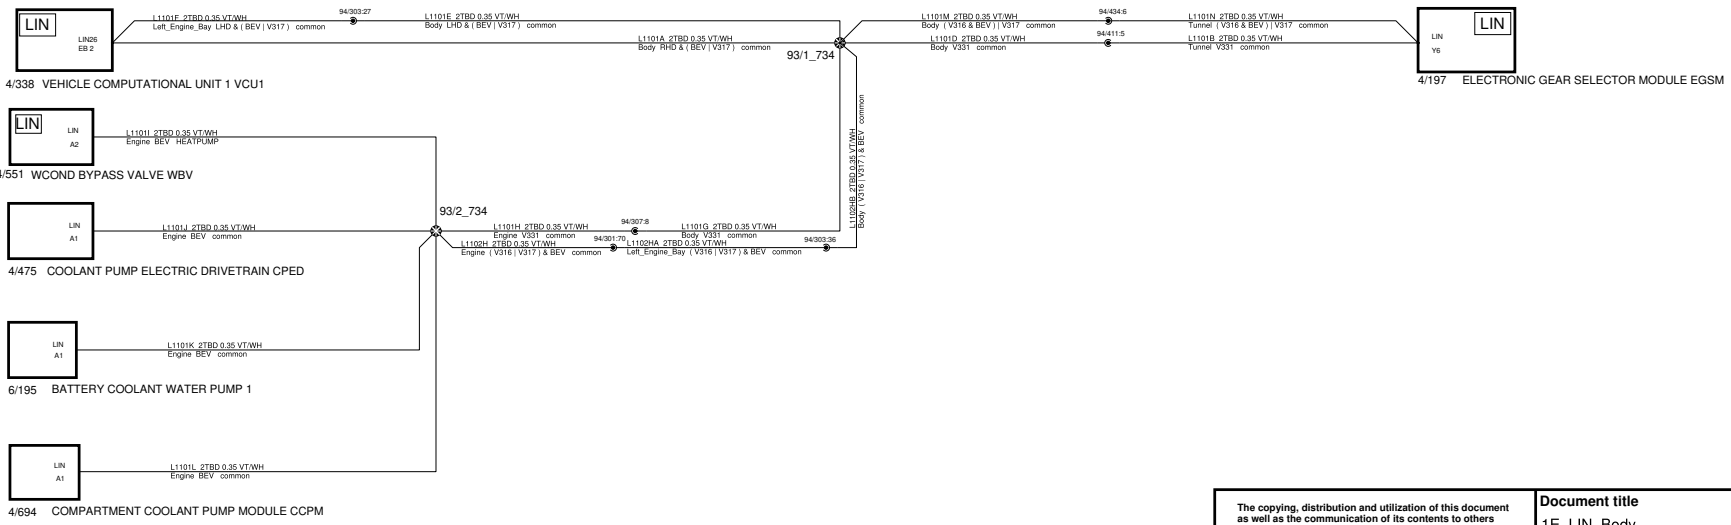 LIN
LIN26
EB 2
4/338 VEHICLE COMPUTATIONAL UNIT 1 VCU1
L1101F 2TBD 0.35 VT/WH
Left_Engine_Bay LHD & ( BEV | V317 ) common
94/303:27
L1101E 2TBD 0.35 VT/WH
Body LHD & ( BEV | V317 ) common
L1101A 2TBD 0.35 VT/WH
Body RHD & ( BEV | V317 ) common
93/1_734
L1101M 2TBD 0.35 VT/WH
Body ( V316 & BEV ) | V317 common
94/434:6
L1101N 2TBD 0.35 VT/WH
Tunnel ( V316 & BEV ) | V317 common
L1101D 2TBD 0.35 VT/WH
Body V331 common
94/411:5
L1101B 2TBD 0.35 VT/WH
Tunnel V331 common
LIN
LIN
Y6
4/197 ELECTRONIC GEAR SELECTOR MODULE EGSM
LIN
LIN
A2
L1101I 2TBD 0.35 VT/WH
Engine BEV HEATPUMP
4/551 WCOND BYPASS VALVE WBV
L1102HB 2TBD 0.35 VT/WH
Body ( V316 | V317 ) & BEV common
LIN
A1
L1101J 2TBD 0.35 VT/WH
Engine BEV common
4/475 COOLANT PUMP ELECTRIC DRIVETRAIN CPED
93/2_734
L1101H 2TBD 0.35 VT/WH
Engine V331 common
94/307:8
L1101G 2TBD 0.35 VT/WH
Body V331 common
L1102H 2TBD 0.35 VT/WH
Engine ( V316 | V317 ) & BEV common
94/301:70
L1102HA 2TBD 0.35 VT/WH
Left_Engine_Bay ( V316 | V317 ) & BEV common
94/303:36
LIN
A1
L1101K 2TBD 0.35 VT/WH
Engine BEV common
6/195 BATTERY COOLANT WATER PUMP 1
LIN
A1
L1101L 2TBD 0.35 VT/WH
Engine BEV common
4/694 COMPARTMENT COOLANT PUMP MODULE CCPM
The copying, distribution and utilization of this document
as well as the communication of its contents to others
Document title